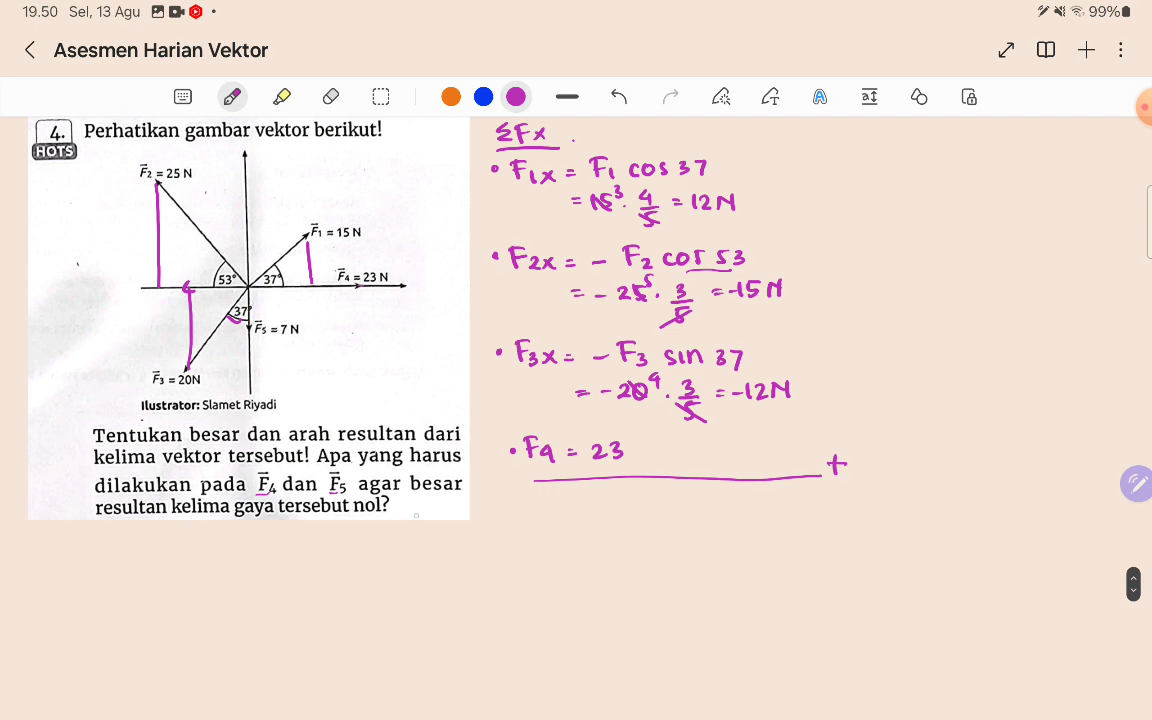 19.50 Sel, 13 Agu
99%
Asesmen Harian Vektor
4. Perhatikan gambar vektor berikut!
HOTS
F₂ = 25 N
F₁ = 15 N
F₄ = 23 N
53°
37°
37°
F₅ = 7 N
F₃ = 20N
Ilustrator: Slamet Riyadi
Tentukan besar dan arah resultan dari
kelima vektor tersebut! Apa yang harus
dilakukan pada F₄ dan F₅ agar besar
resultan kelima gaya tersebut nol?
ΣFx
• F1x = F1 cos 37
= 15³ . 4/5 = 12 N
• F2x = - F2 cos 53
= - 25⁵ . 3/5 = -15 N
• F3x = - F3 sin 37
= - 20⁴ . 3/5 = -12 N
• F4 = 23
+